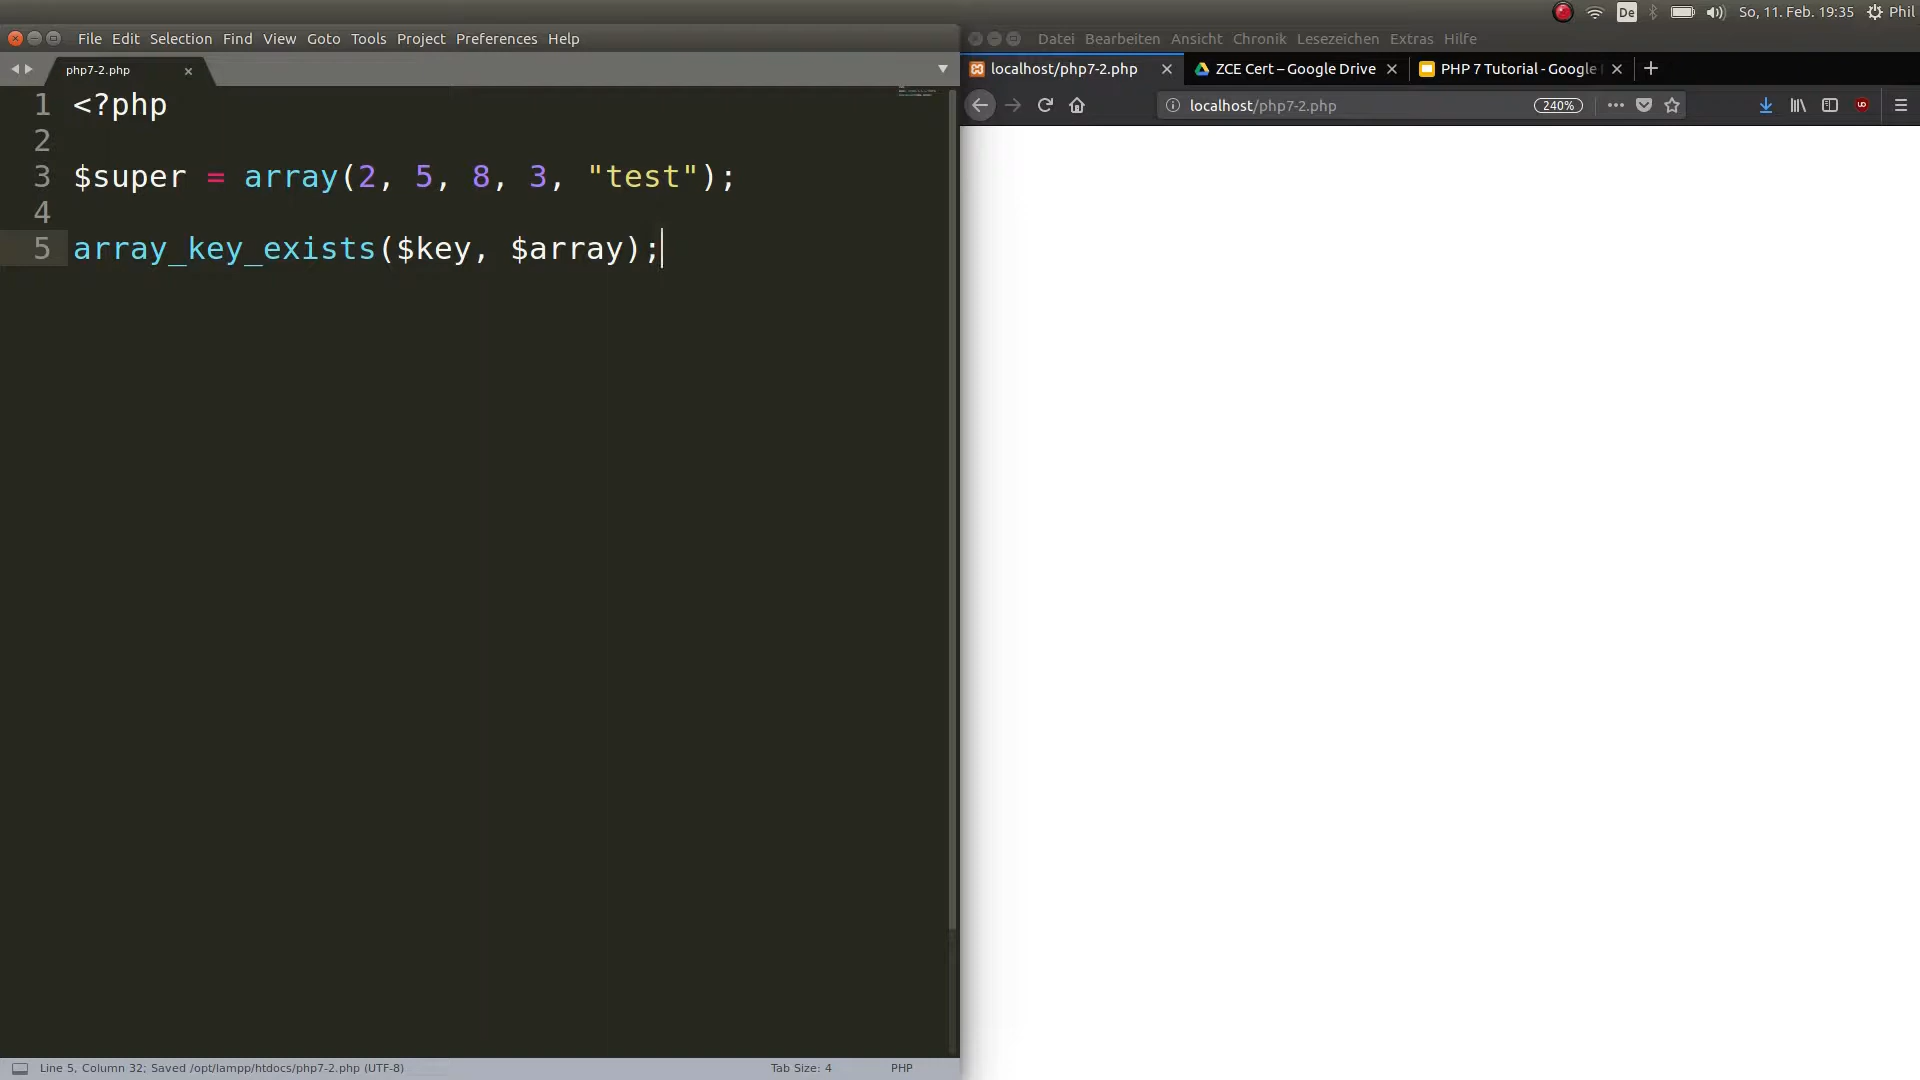 De So, 11. Feb. 19:35 Phil
File Edit Selection Find View Goto Tools Project Preferences Help
php7-2.php
1 <?php
2
3 $super = array(2, 5, 8, 3, "test");
4
5 array_key_exists($key, $array);
Line 5, Column 32; Saved /opt/lampp/htdocs/php7-2.php (UTF-8) Tab Size: 4 PHP
Datei Bearbeiten Ansicht Chronik Lesezeichen Extras Hilfe
localhost/php7-2.php ZCE Cert – Google Drive PHP 7 Tutorial - Google
localhost/php7-2.php 240%